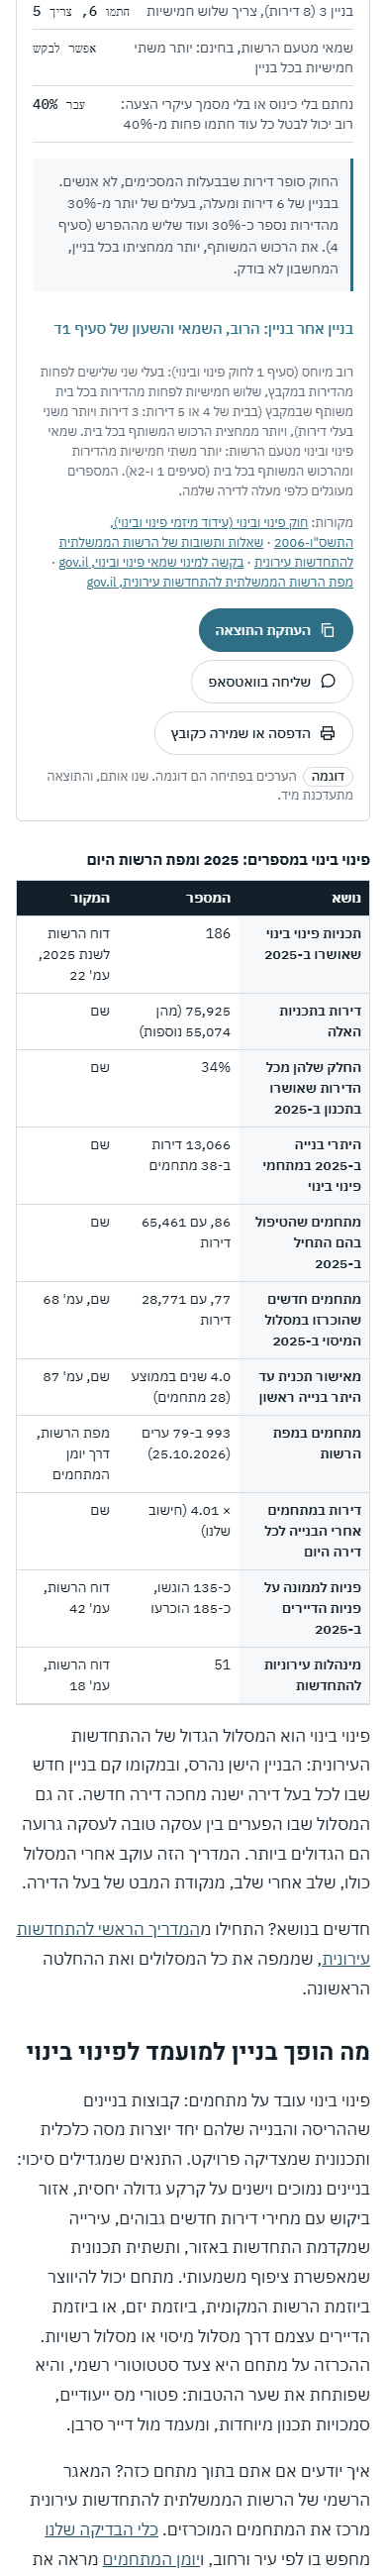 בניין 3 (8 דירות), צריך שלוש חמישיות	חתמו 6, צריך 5
שמאי מטעם הרשות, בחינם: יותר משתי	אפשר לבקש
חמישיות בכל בניין
נחתם בלי כינוס או בלי מסמך עיקרי הצעה:	עבר 40%
רוב יכול לבטל כל עוד חתמו פחות מ-40%
החוק סופר דירות שבבעלות המסכימים, לא אנשים.
בבניין של 6 דירות ומעלה, בעלים של יותר מ-30%
מהדירות נספר כ-30% ועוד שליש מההפרש (סעיף
4). את הרכוש המשותף, יותר ממחציתו בכל בניין,
המחשבון לא בודק.
בניין אחר בניין: הרוב, השמאי והשעון של סעיף 1ד
רוב מיוחס (סעיף 1 לחוק פינוי ובינוי): בעלי שני שלישים לפחות
מהדירות במקבץ, שלוש חמישיות לפחות מהדירות בכל בית
משותף שבמקבץ (בבית של 4 או 5 דירות: 3 דירות ויותר משני
בעלי דירות), ויותר ממחצית הרכוש המשותף בכל בית. שמאי
פינוי ובינוי מטעם הרשות: יותר משתי חמישיות מהדירות
ומהרכוש המשותף בכל בית (סעיפים 1 ו-2א). המספרים
מעוגלים כלפי מעלה לדירה שלמה.
מקורות: חוק פינוי ובינוי (עידוד מיזמי פינוי ובינוי),
התשס"ו-2006 · שאלות ותשובות של הרשות הממשלתית
להתחדשות עירונית · בקשה למינוי שמאי פינוי ובינוי, gov.il ·
מפת הרשות הממשלתית להתחדשות עירונית, gov.il
העתקת התוצאה
שליחה בוואטסאפ
הדפסה או שמירה כקובץ
דוגמה הערכים בפתיחה הם דוגמה. שנו אותם, והתוצאה
מתעדכנת מיד.
פינוי בינוי במספרים: 2025 ומפת הרשות היום
נושא	המספר	המקור
תכניות פינוי בינוי	186	דוח הרשות
שאושרו ב-2025	לשנת 2025,
עמ' 22
דירות בתכניות	75,925 (מהן	שם
האלה	55,074 נוספות)
החלק שלהן מכל	34%	שם
הדירות שאושרו
בתכנון ב-2025
היתרי בנייה	13,066 דירות	שם
ב-2025 במתחמי	ב-38 מתחמים
פינוי בינוי
מתחמים שהטיפול	86, עם 65,461	שם
בהם התחיל	דירות
ב-2025
מתחמים חדשים	77, עם 28,771	שם, עמ' 68
שהוכרזו במסלול	דירות
המיסוי ב-2025
מאישור תכנית עד	4.0 שנים בממוצע	שם, עמ' 87
היתר בנייה ראשון	(28 מתחמים)
מתחמים במפת	993 ב-79 ערים	מפת הרשות,
הרשות	(25.10.2026)	דרך יומן
המתחמים
דירות במתחמים	× 4.01 (חישוב	שם
אחרי הבנייה לכל	שלנו)
דירה היום
פניות לממונה על	כ-135 הוגשו,	דוח הרשות,
פניות הדיירים	כ-185 הוכרעו	עמ' 42
ב-2025
מינהלות עירוניות	51	דוח הרשות,
להתחדשות	עמ' 18
פינוי בינוי הוא המסלול הגדול של ההתחדשות
העירונית: הבניין הישן נהרס, ובמקומו קם בניין חדש
שבו לכל בעל דירה ישנה מחכה דירה חדשה. זה גם
המסלול שבו הפערים בין עסקה טובה לעסקה גרועה
הם הגדולים ביותר. המדריך הזה עוקב אחרי המסלול
כולו, שלב אחרי שלב, מנקודת המבט של בעל הדירה.
חדשים בנושא? התחילו מהמדריך הראשי להתחדשות
עירונית, שממפה את כל המסלולים ואת ההחלטה
הראשונה.
מה הופך בניין למועמד לפינוי בינוי
פינוי בינוי עובד על מתחמים: קבוצות בניינים
שההריסה והבנייה שלהם יחד יוצרות מסה כלכלית
ותכנונית שמצדיקה פרויקט. התנאים שמגדילים סיכוי:
בניינים נמוכים וישנים על קרקע גדולה יחסית, אזור
ביקוש עם מחירי דירות חדשים גבוהים, עירייה
שמקדמת התחדשות באזור, ותשתית תכנונית
שמאפשרת ציפוף משמעותי. מתחם יכול להיווצר
ביוזמת הרשות המקומית, ביוזמת יזם, או ביוזמת
הדיירים עצמם דרך מסלול מיסוי או מסלול רשויות.
ההכרזה על מתחם היא צעד סטטוטורי רשמי, והיא
שפותחת את שער ההטבות: פטורי מס ייעודיים,
סמכויות תכנון מיוחדות, ומעמד מול דייר סרבן.
איך יודעים אם אתם בתוך מתחם כזה? המאגר
הרשמי של הרשות הממשלתית להתחדשות עירונית
מרכז את המתחמים המוכרזים. כלי הבדיקה שלנו
מחפש בו לפי עיר ורחוב, ויומן המתחמים מראה את